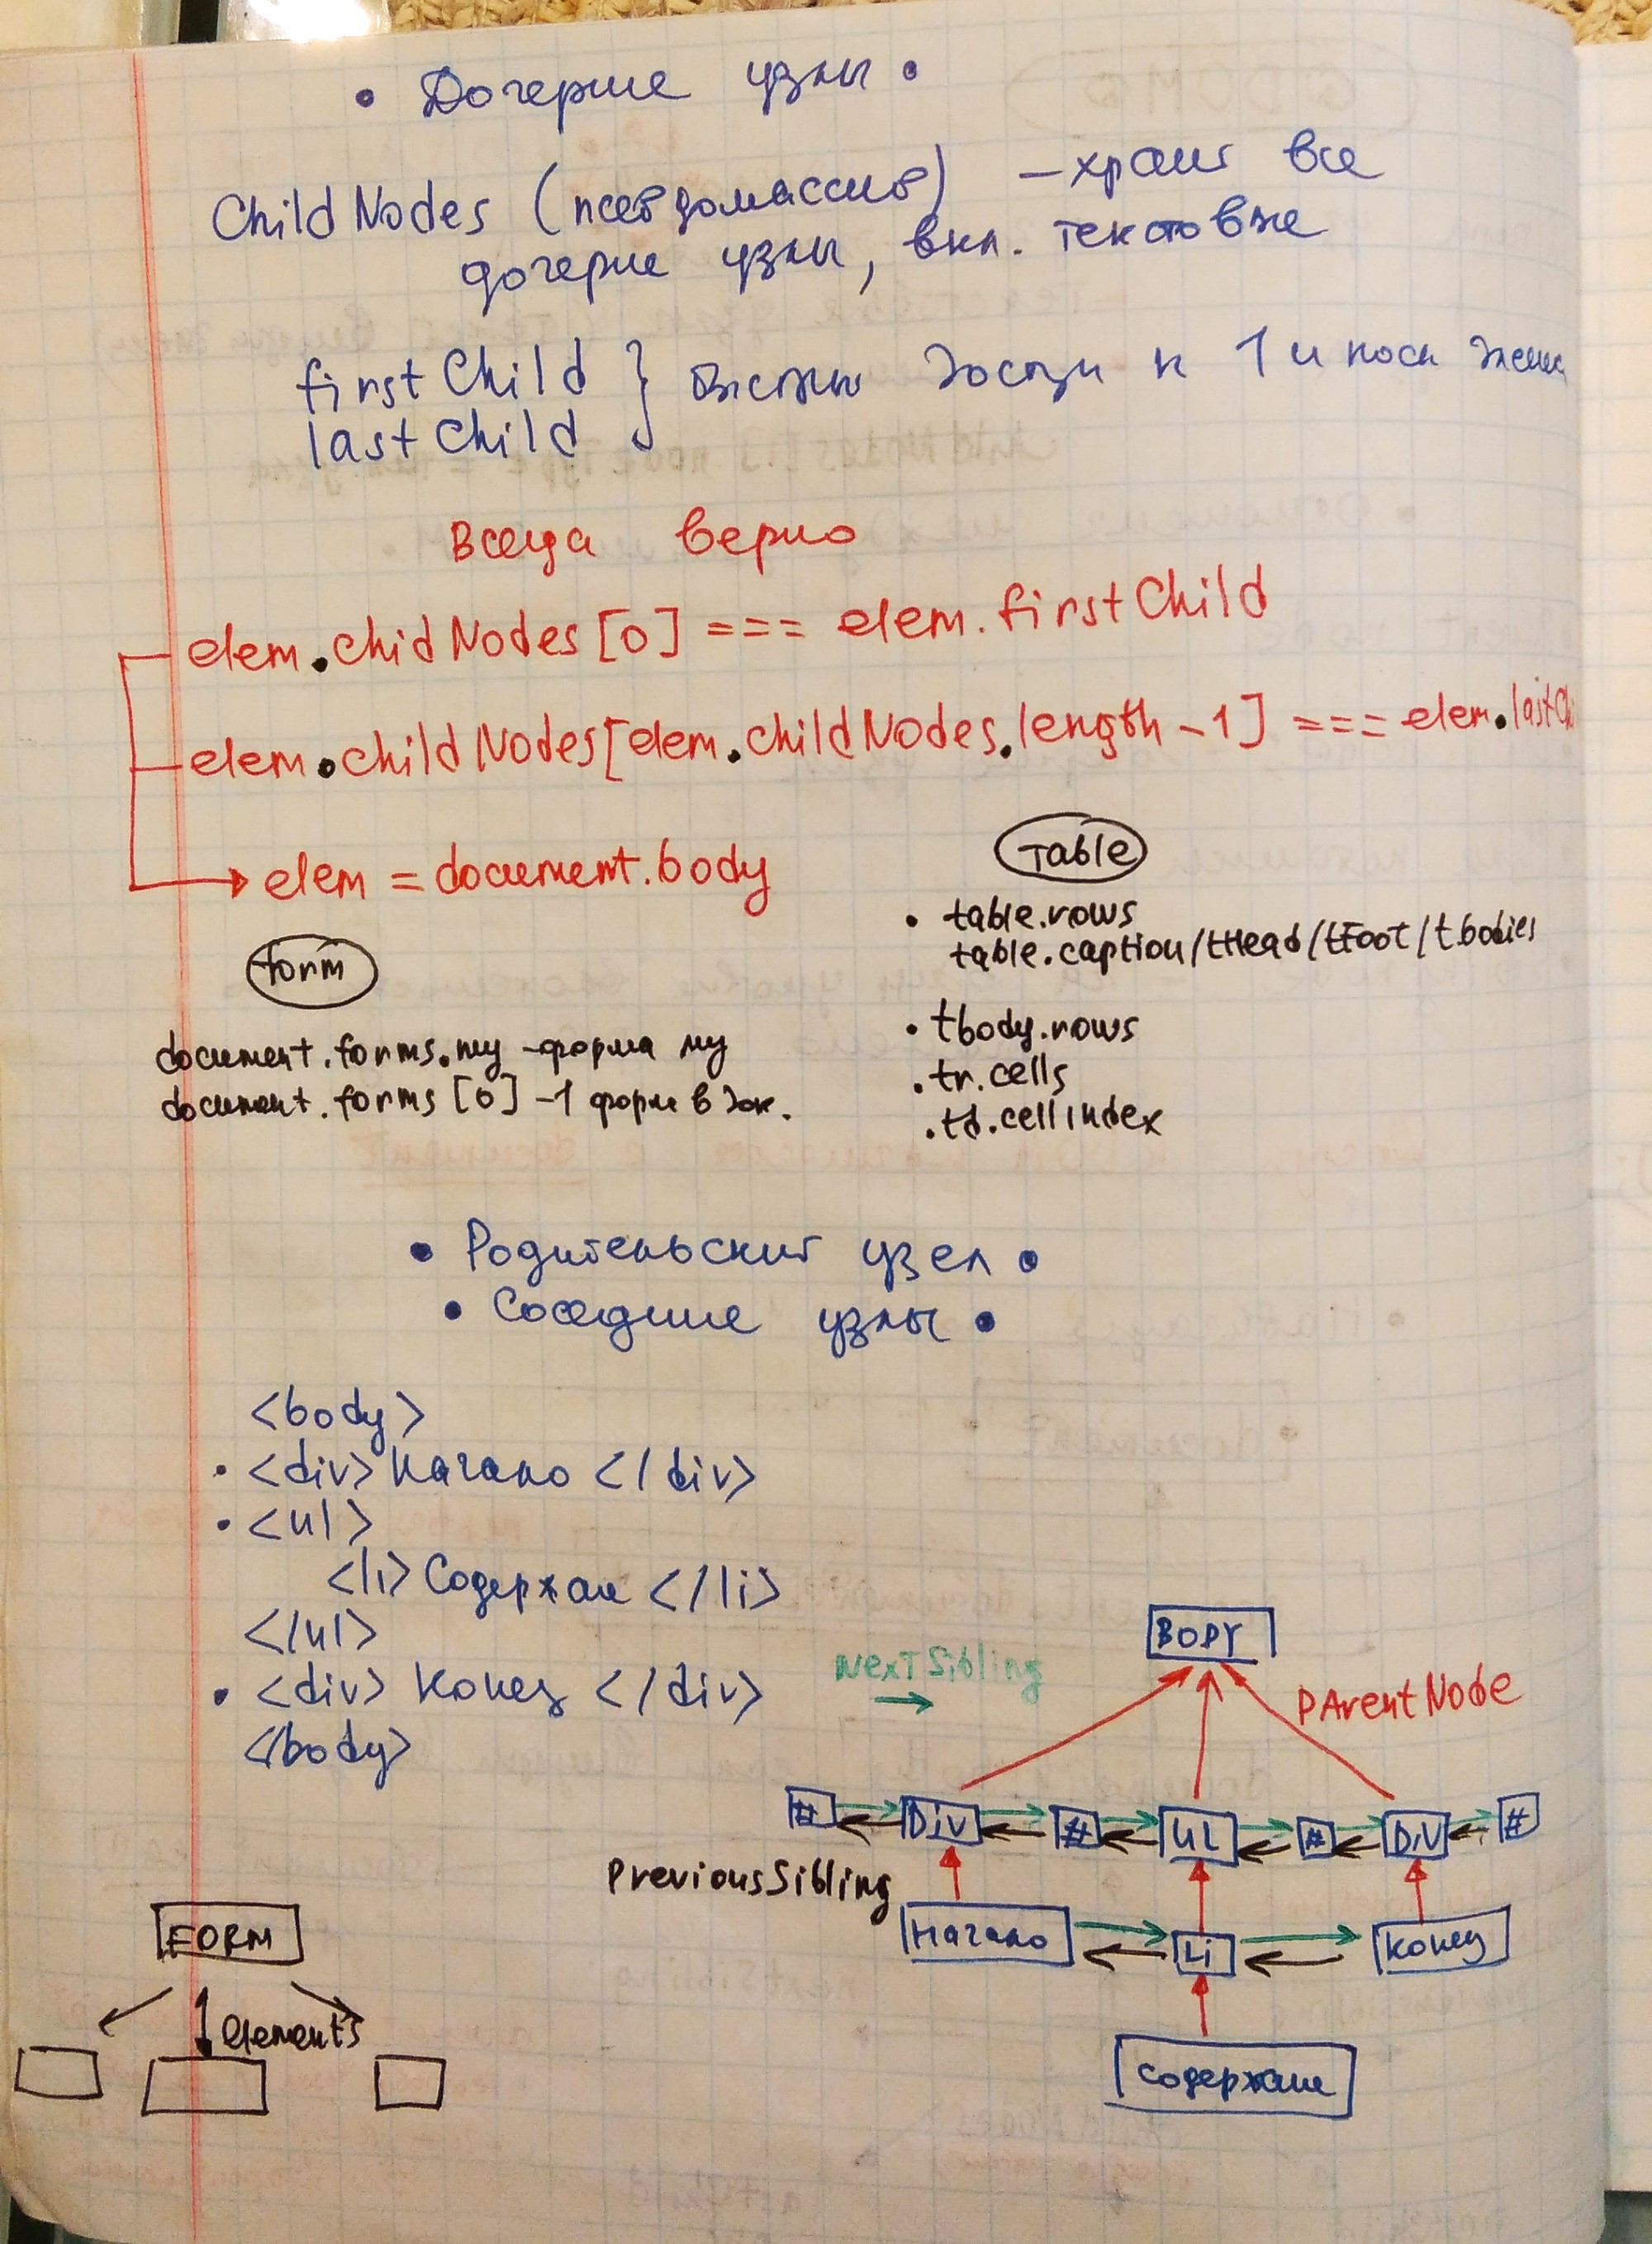 • Дочерние узлы •
ChildNodes (псевдомассив) – хранит все
дочерние узлы, вкл. текстовые
firstChild } быстрый доступ к 1 и посл элем
lastChild
Всегда верно
elem.chidNodes[0] === elem.firstChild
elem.childNodes[elem.childNodes.length-1] === elem.lastCh
elem = document.body
Table
• table.rows
table.caption/tHead/tFoot/tbodies
• tbody.rows
• tr.cells
• td.cellindex
form
document.forms.my - форма my
document.forms[0] - 1 форма в док.
• Родительский узел •
• Соседние узлы •
<body>
• <div> Начало </div>
• <ul>
<li> Содержание </li>
</ul>
• <div> Конец </div>
</body>
BODY
NextSibling
PArentNode
# Div # UL # DIV #
PreviousSibling
Начало Li Конец
Содержание
FORM
elements